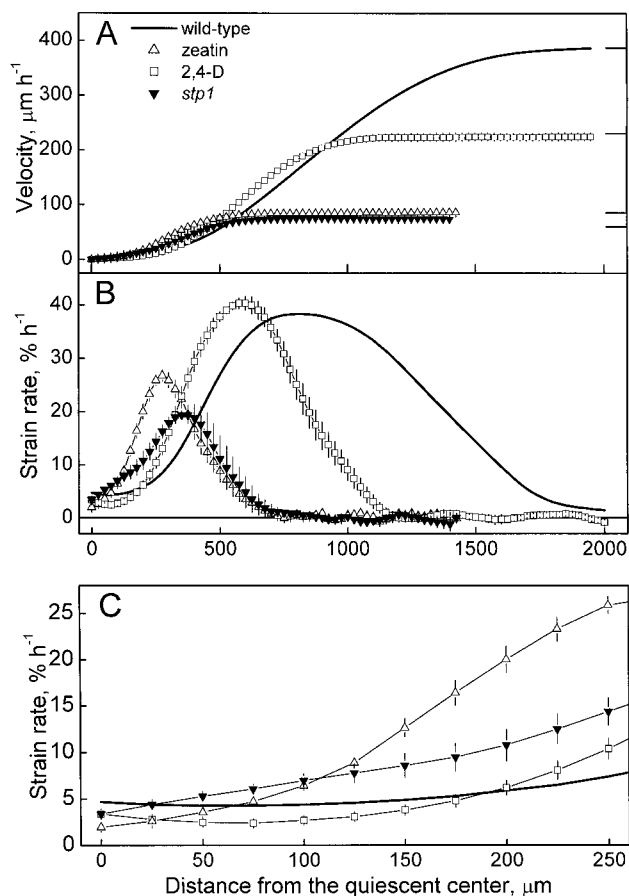 A
wild-type
zeatin
2,4-D
stp1
400
300
200
100
0
Velocity, µm h⁻¹
B
40
30
20
10
0
Strain rate, % h⁻¹
0 500 1000 1500 2000
C
25
20
15
10
5
0
Strain rate, % h⁻¹
0 50 100 150 200 250
Distance from the quiescent center, µm